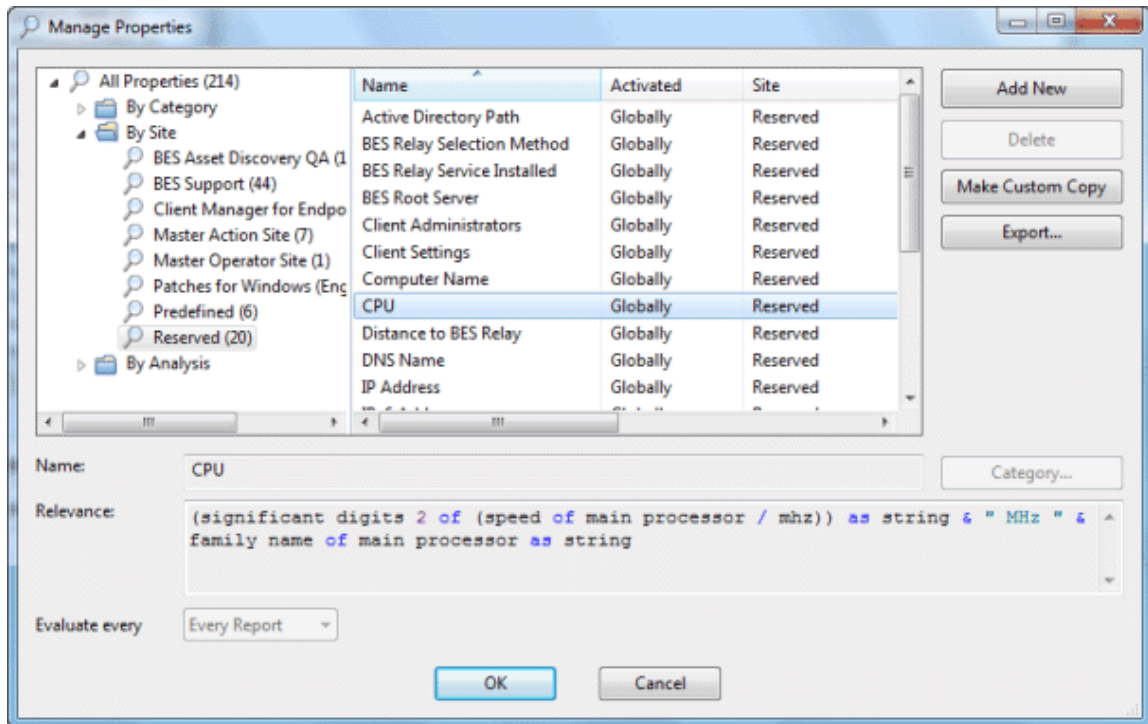 Manage Properties
All Properties (214)
By Category
By Site
BES Asset Discovery QA (1
BES Support (44)
Client Manager for Endpo
Master Action Site (7)
Master Operator Site (1)
Patches for Windows (Eng
Predefined (6)
Reserved (20)
By Analysis
Name Activated Site
Active Directory Path Globally Reserved
BES Relay Selection Method Globally Reserved
BES Relay Service Installed Globally Reserved
BES Root Server Globally Reserved
Client Administrators Globally Reserved
Client Settings Globally Reserved
Computer Name Globally Reserved
CPU Globally Reserved
Distance to BES Relay Globally Reserved
DNS Name Globally Reserved
IP Address Globally Reserved
Add New
Delete
Make Custom Copy
Export...
Name: CPU
Category...
Relevance: (significant digits 2 of (speed of main processor / mhz)) as string & " MHz " &
family name of main processor as string
Evaluate every Every Report
OK Cancel